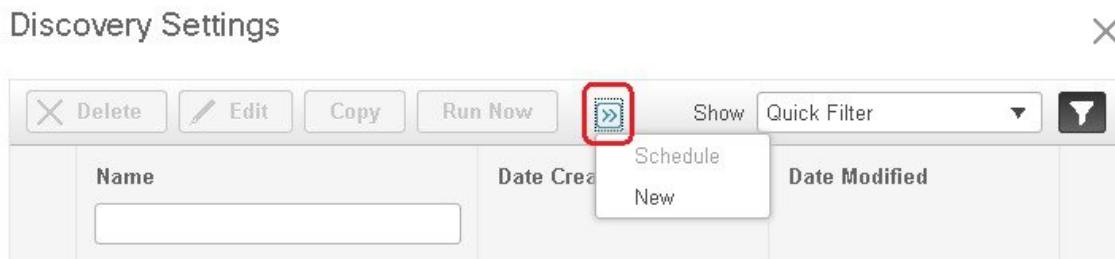 Discovery Settings
Delete Edit Copy Run Now Show Quick Filter
Schedule
Name Date Crea Date Modified
New